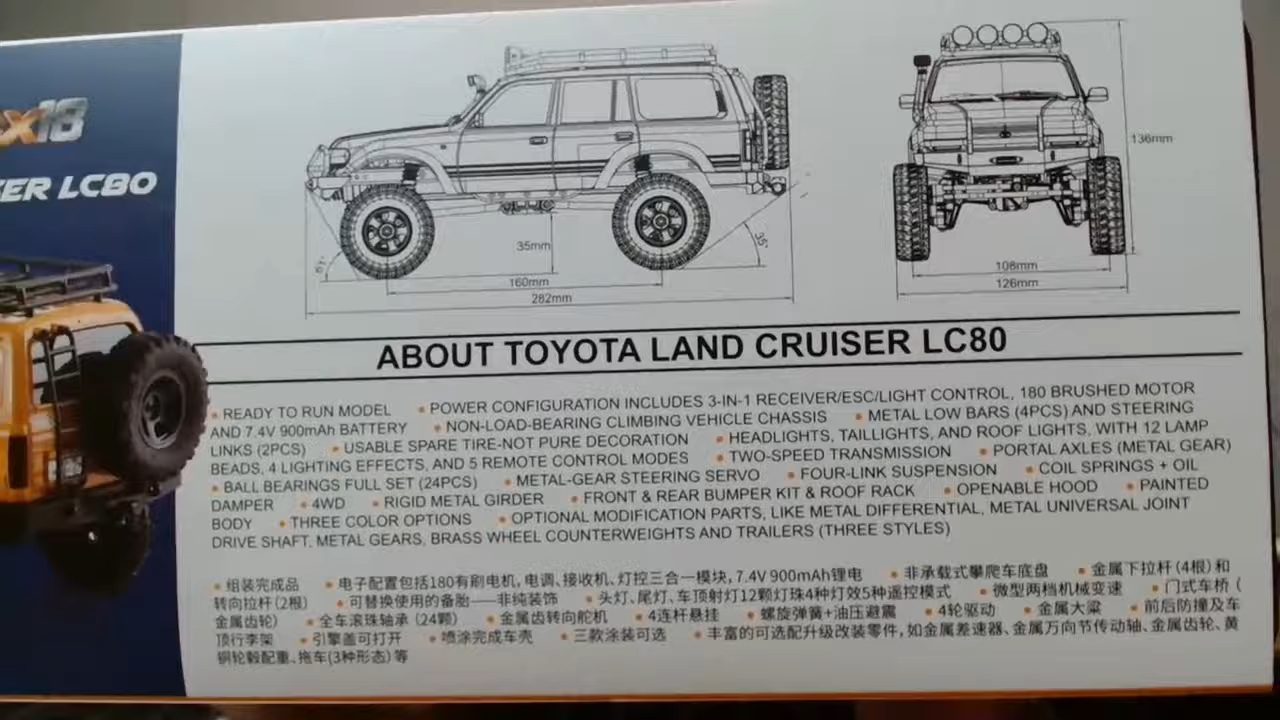 x18
ER LC80
136mm
35mm
35°
160mm
282mm
108mm
126mm
ABOUT TOYOTA LAND CRUISER LC80
• READY TO RUN MODEL • POWER CONFIGURATION INCLUDES 3-IN-1 RECEIVER/ESC/LIGHT CONTROL, 180 BRUSHED MOTOR
AND 7.4V 900mAh BATTERY • NON-LOAD-BEARING CLIMBING VEHICLE CHASSIS • METAL LOW BARS (4PCS) AND STEERING
LINKS (2PCS) • USABLE SPARE TIRE-NOT PURE DECORATION • HEADLIGHTS, TAILLIGHTS, AND ROOF LIGHTS, WITH 12 LAMP
BEADS, 4 LIGHTING EFFECTS, AND 5 REMOTE CONTROL MODES • TWO-SPEED TRANSMISSION • PORTAL AXLES (METAL GEAR)
• BALL BEARINGS FULL SET (24PCS) • METAL-GEAR STEERING SERVO • FOUR-LINK SUSPENSION • COIL SPRINGS + OIL
DAMPER • 4WD • RIGID METAL GIRDER • FRONT & REAR BUMPER KIT & ROOF RACK • OPENABLE HOOD • PAINTED
BODY • THREE COLOR OPTIONS • OPTIONAL MODIFICATION PARTS, LIKE METAL DIFFERENTIAL, METAL UNIVERSAL JOINT
DRIVE SHAFT, METAL GEARS, BRASS WHEEL COUNTERWEIGHTS AND TRAILERS (THREE STYLES)
• 组装完成品 • 电子配置包括180有刷电机,电调、接收机、灯控三合一模块,7.4V 900mAh锂电 • 非承载式攀爬车底盘 • 金属下拉杆(4根)和
转向拉杆(2根) • 可替换使用的备胎——非纯装饰 • 头灯、尾灯、车顶射灯12颗灯珠4种灯效5种遥控模式 • 微型两档机械变速 • 门式车桥(
金属齿轮) • 全车滚珠轴承(24颗) • 金属齿转向舵机 • 4连杆悬挂 • 螺旋弹簧+油压避震 • 4轮驱动 • 金属大梁 • 前后防撞及车
顶行李架 • 引擎盖可打开 • 喷涂完成车壳 • 三款涂装可选 • 丰富的可选配升级改装零件,如金属差速器、金属万向节传动轴、金属齿轮、黄
铜轮毂配重、拖车(3种形态)等